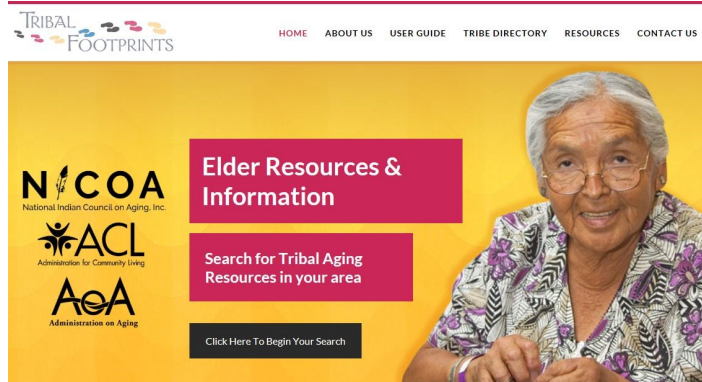 TRIBAL
FOOTPRINTS
HOME ABOUT US USER GUIDE TRIBE DIRECTORY RESOURCES CONTACT US
NICOA
National Indian Council on Aging, Inc.
ACL
Administration for Community Living
AoA
Administration on Aging
Elder Resources &
Information
Search for Tribal Aging
Resources in your area
Click Here To Begin Your Search